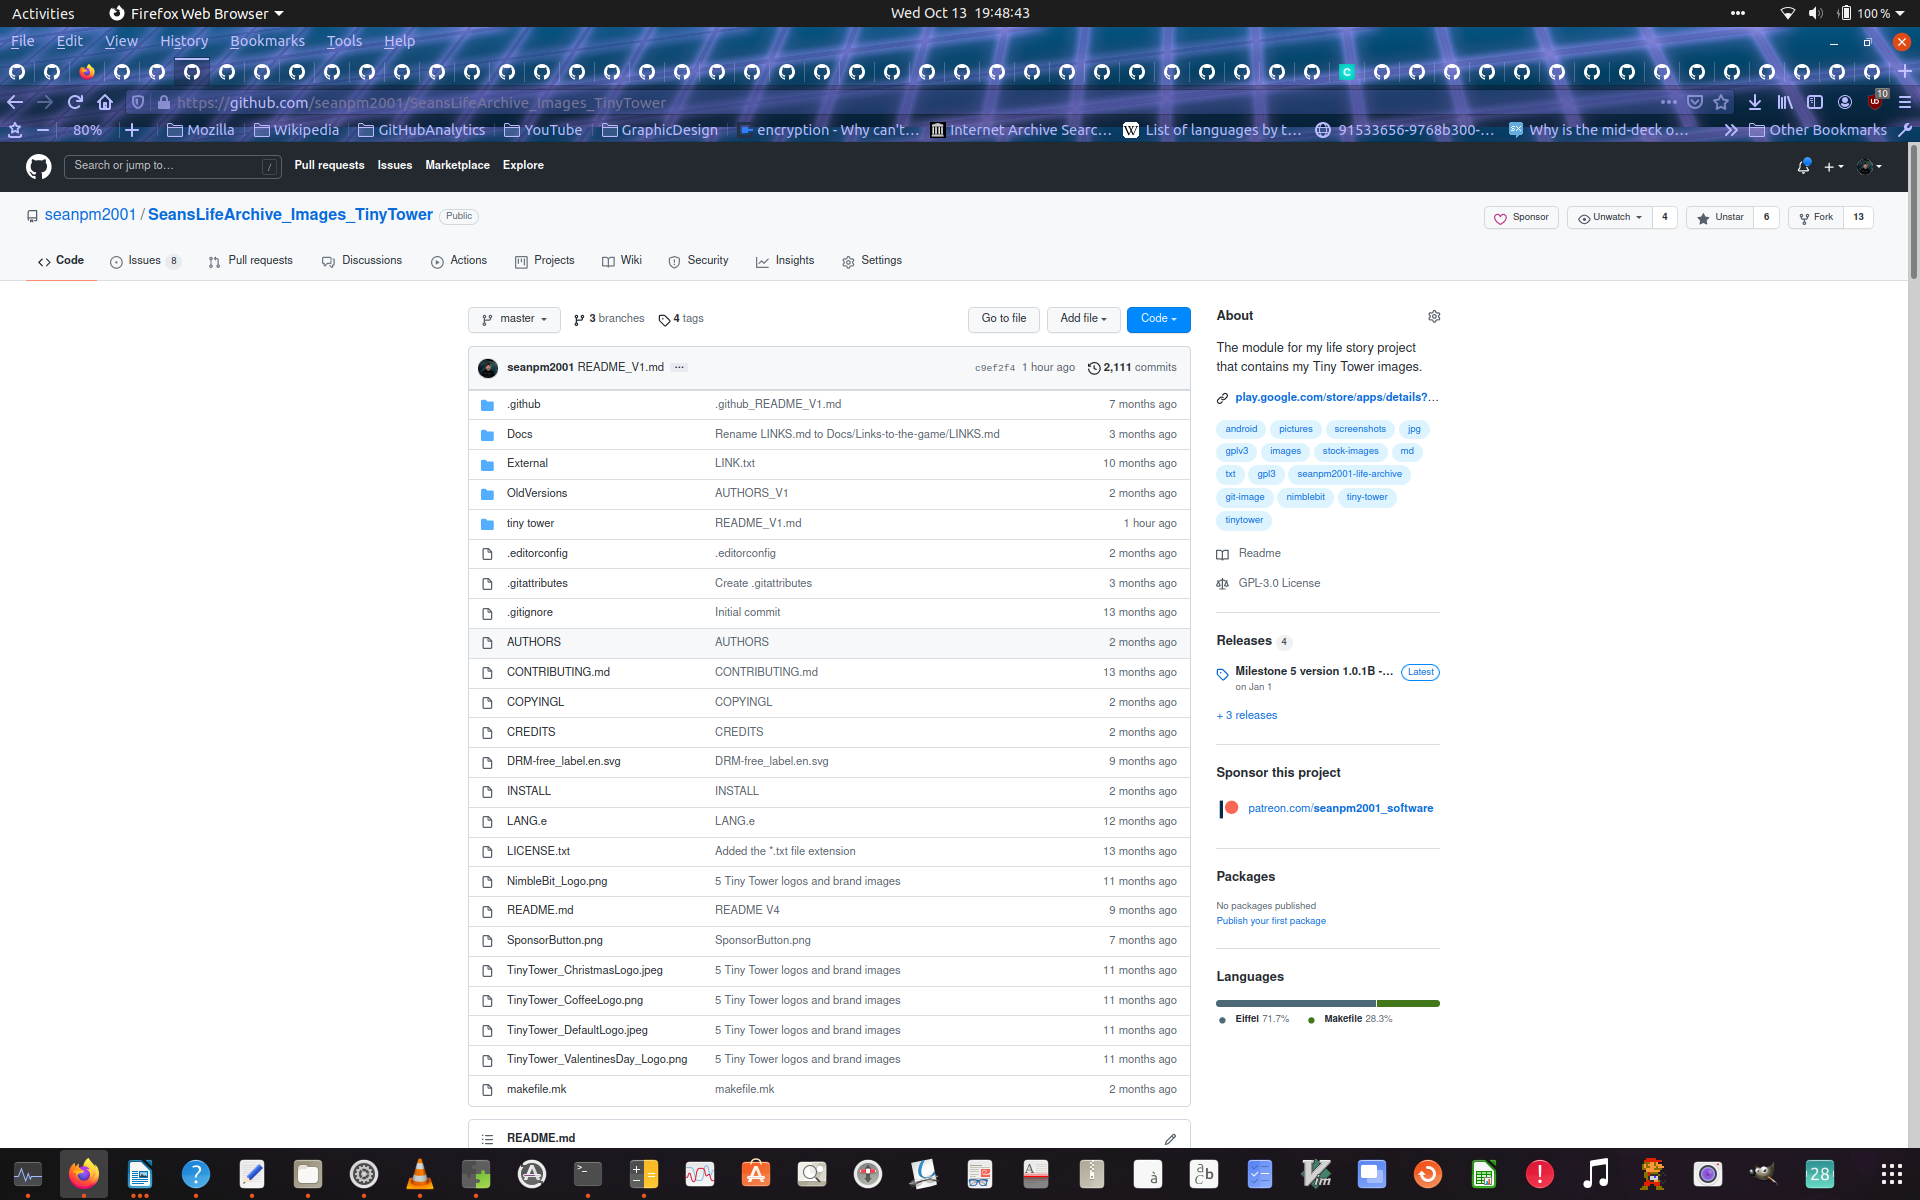 Activities Firefox Web Browser Wed Oct 13 19:48:43 100 %
File Edit View History Bookmarks Tools Help
https://github.com/seanpm2001/SeansLifeArchive_Images_TinyTower 10
80% Mozilla Wikipedia GitHubAnalytics YouTube GraphicDesign encryption - Why can't… Internet Archive Searc… List of languages by t… 91533656-9768b300-… Why is the mid-deck o… Other Bookmarks
Search or jump to… / Pull requests Issues Marketplace Explore
seanpm2001 / SeansLifeArchive_Images_TinyTower Public Sponsor Unwatch 4 Unstar 6 Fork 13
Code Issues 8 Pull requests Discussions Actions Projects Wiki Security Insights Settings
master 3 branches 4 tags Go to file Add file Code
seanpm2001 README_V1.md ... c9ef2f4 1 hour ago 2,111 commits
.github .github_README_V1.md 7 months ago
Docs Rename LINKS.md to Docs/Links-to-the-game/LINKS.md 3 months ago
External LINK.txt 10 months ago
OldVersions AUTHORS_V1 2 months ago
tiny tower README_V1.md 1 hour ago
.editorconfig .editorconfig 2 months ago
.gitattributes Create .gitattributes 3 months ago
.gitignore Initial commit 13 months ago
AUTHORS AUTHORS 2 months ago
CONTRIBUTING.md CONTRIBUTING.md 13 months ago
COPYINGL COPYINGL 2 months ago
CREDITS CREDITS 2 months ago
DRM-free_label.en.svg DRM-free_label.en.svg 9 months ago
INSTALL INSTALL 2 months ago
LANG.e LANG.e 12 months ago
LICENSE.txt Added the *.txt file extension 13 months ago
NimbleBit_Logo.png 5 Tiny Tower logos and brand images 11 months ago
README.md README V4 9 months ago
SponsorButton.png SponsorButton.png 7 months ago
TinyTower_ChristmasLogo.jpeg 5 Tiny Tower logos and brand images 11 months ago
TinyTower_CoffeeLogo.png 5 Tiny Tower logos and brand images 11 months ago
TinyTower_DefaultLogo.jpeg 5 Tiny Tower logos and brand images 11 months ago
TinyTower_ValentinesDay_Logo.png 5 Tiny Tower logos and brand images 11 months ago
makefile.mk makefile.mk 2 months ago
README.md
About
The module for my life story project
that contains my Tiny Tower images.
play.google.com/store/apps/details?…
android pictures screenshots jpg
gplv3 images stock-images md
txt gpl3 seanpm2001-life-archive
git-image nimblebit tiny-tower
tinytower
Readme
GPL-3.0 License
Releases 4
Milestone 5 version 1.0.1B -… Latest
on Jan 1
+ 3 releases
Sponsor this project
patreon.com/seanpm2001_software
Packages
No packages published
Publish your first package
Languages
Eiffel 71.7% Makefile 28.3%
28